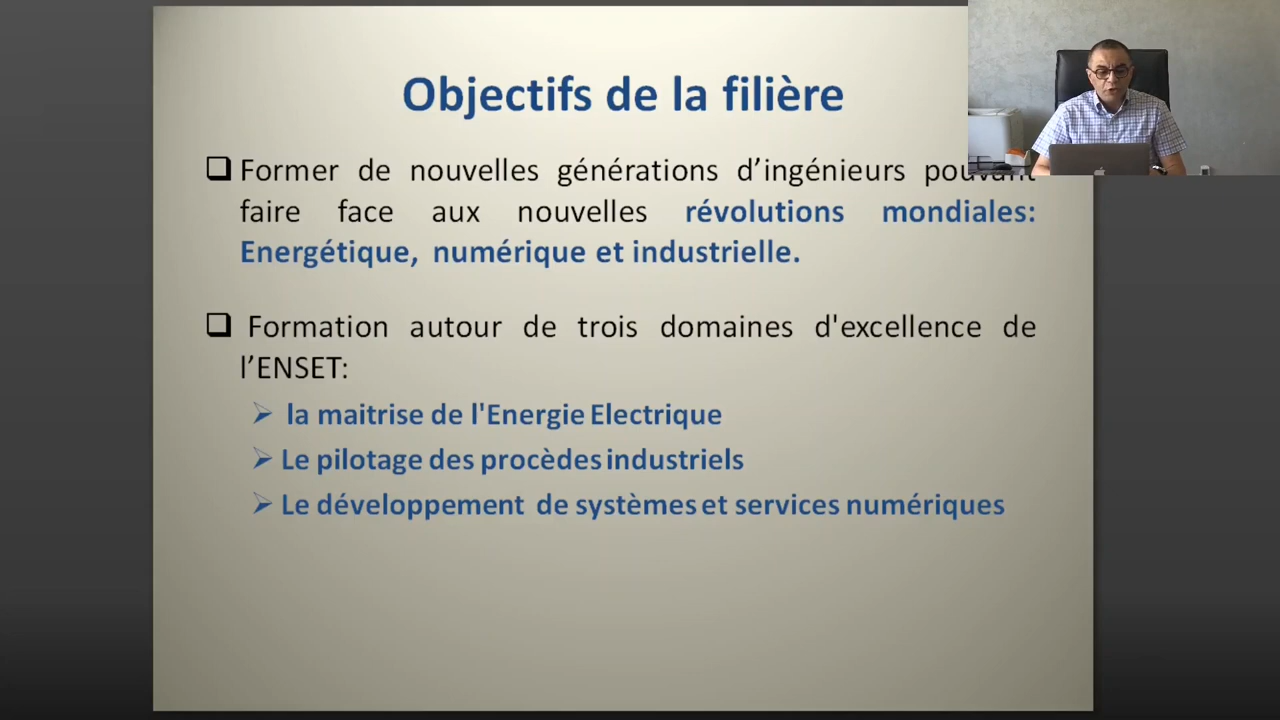 Objectifs de la filière
❑ Former de nouvelles générations d’ingénieurs pouvant
faire face aux nouvelles révolutions mondiales:
Energétique, numérique et industrielle.
❑ Formation autour de trois domaines d'excellence de
l’ENSET:
➢ la maitrise de l'Energie Electrique
➢ Le pilotage des procèdes industriels
➢ Le développement de systèmes et services numériques